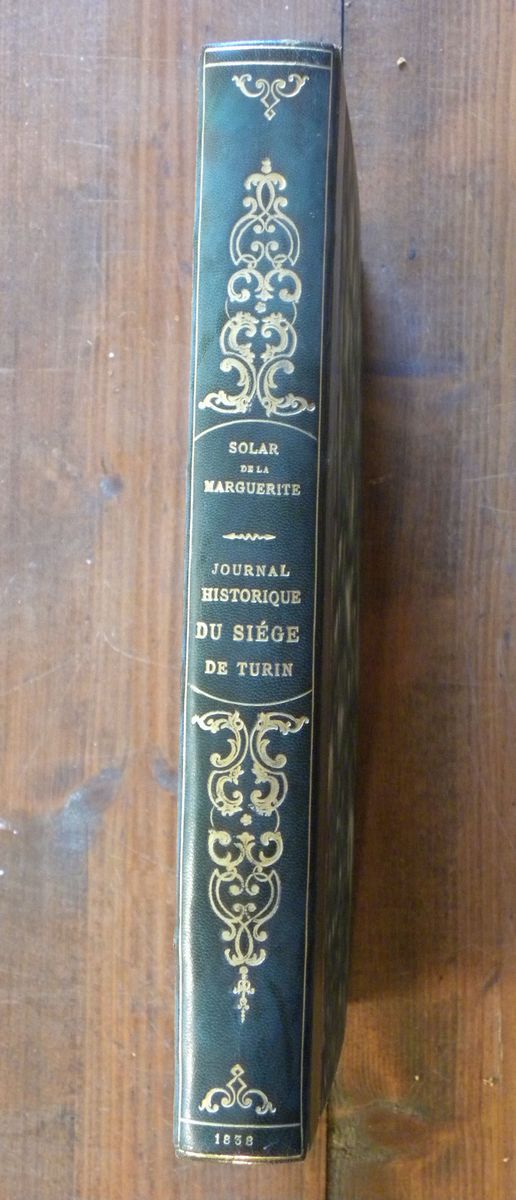 SOLAR
DE LA
MARGUERITE
JOURNAL
HISTORIQUE
DU SIÉGE
DE TURIN
1838